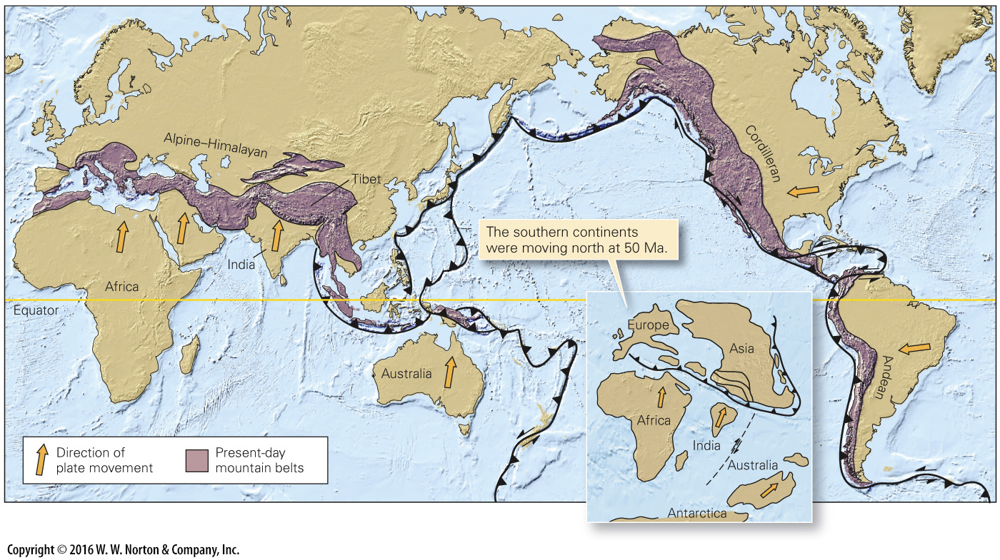 Alpine–Himalayan
Tibet
Cordilleran
The southern continents
were moving north at 50 Ma.
India
Africa
Equator
Australia
Andean
Europe
Asia
Africa
India
Australia
Antarctica
Direction of
plate movement
Present-day
mountain belts
Copyright © 2016 W. W. Norton & Company, Inc.